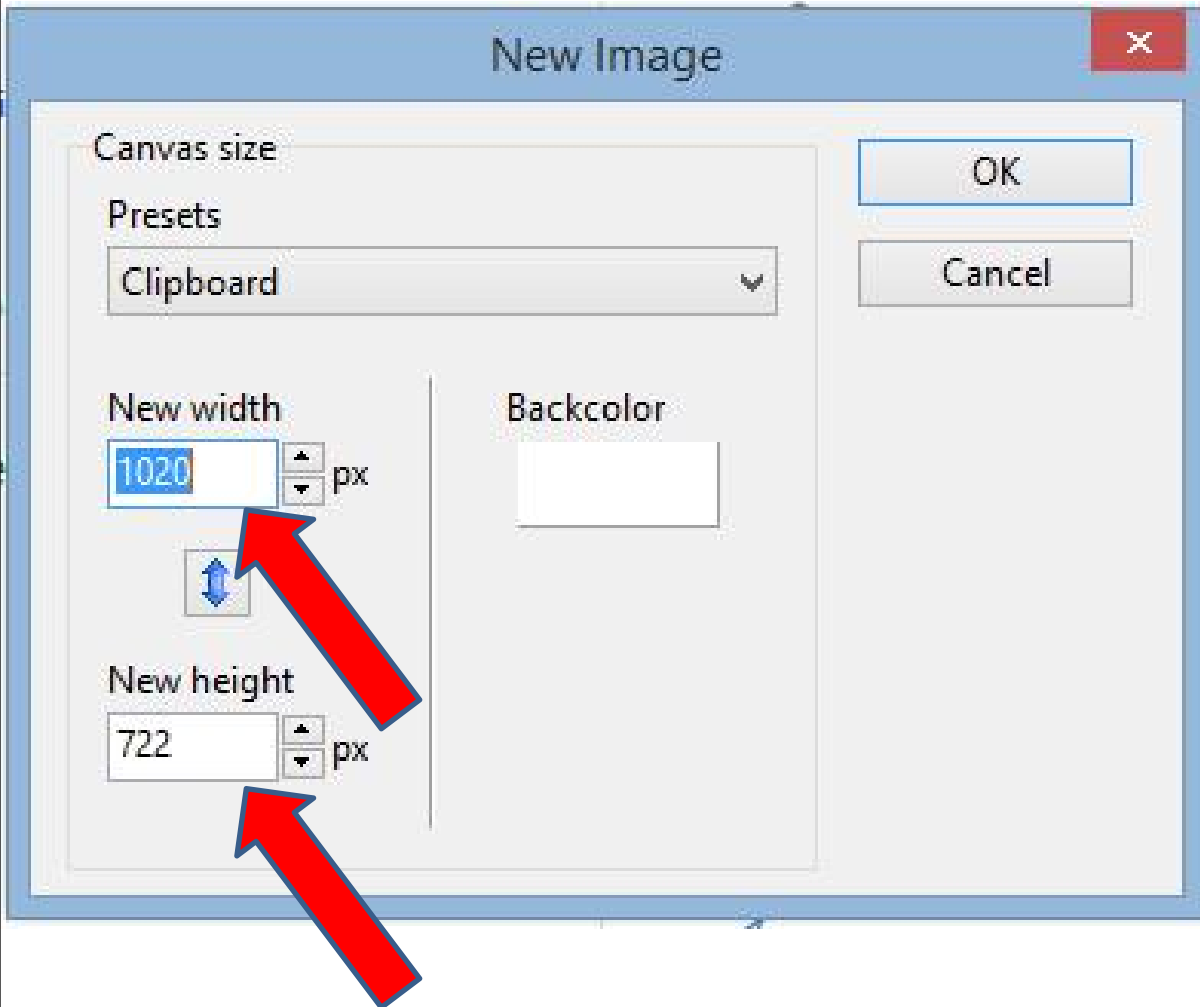 New Image
Canvas size
OK
Presets
Clipboard
Cancel
New width
Backcolor
1020
px
New height
722
px